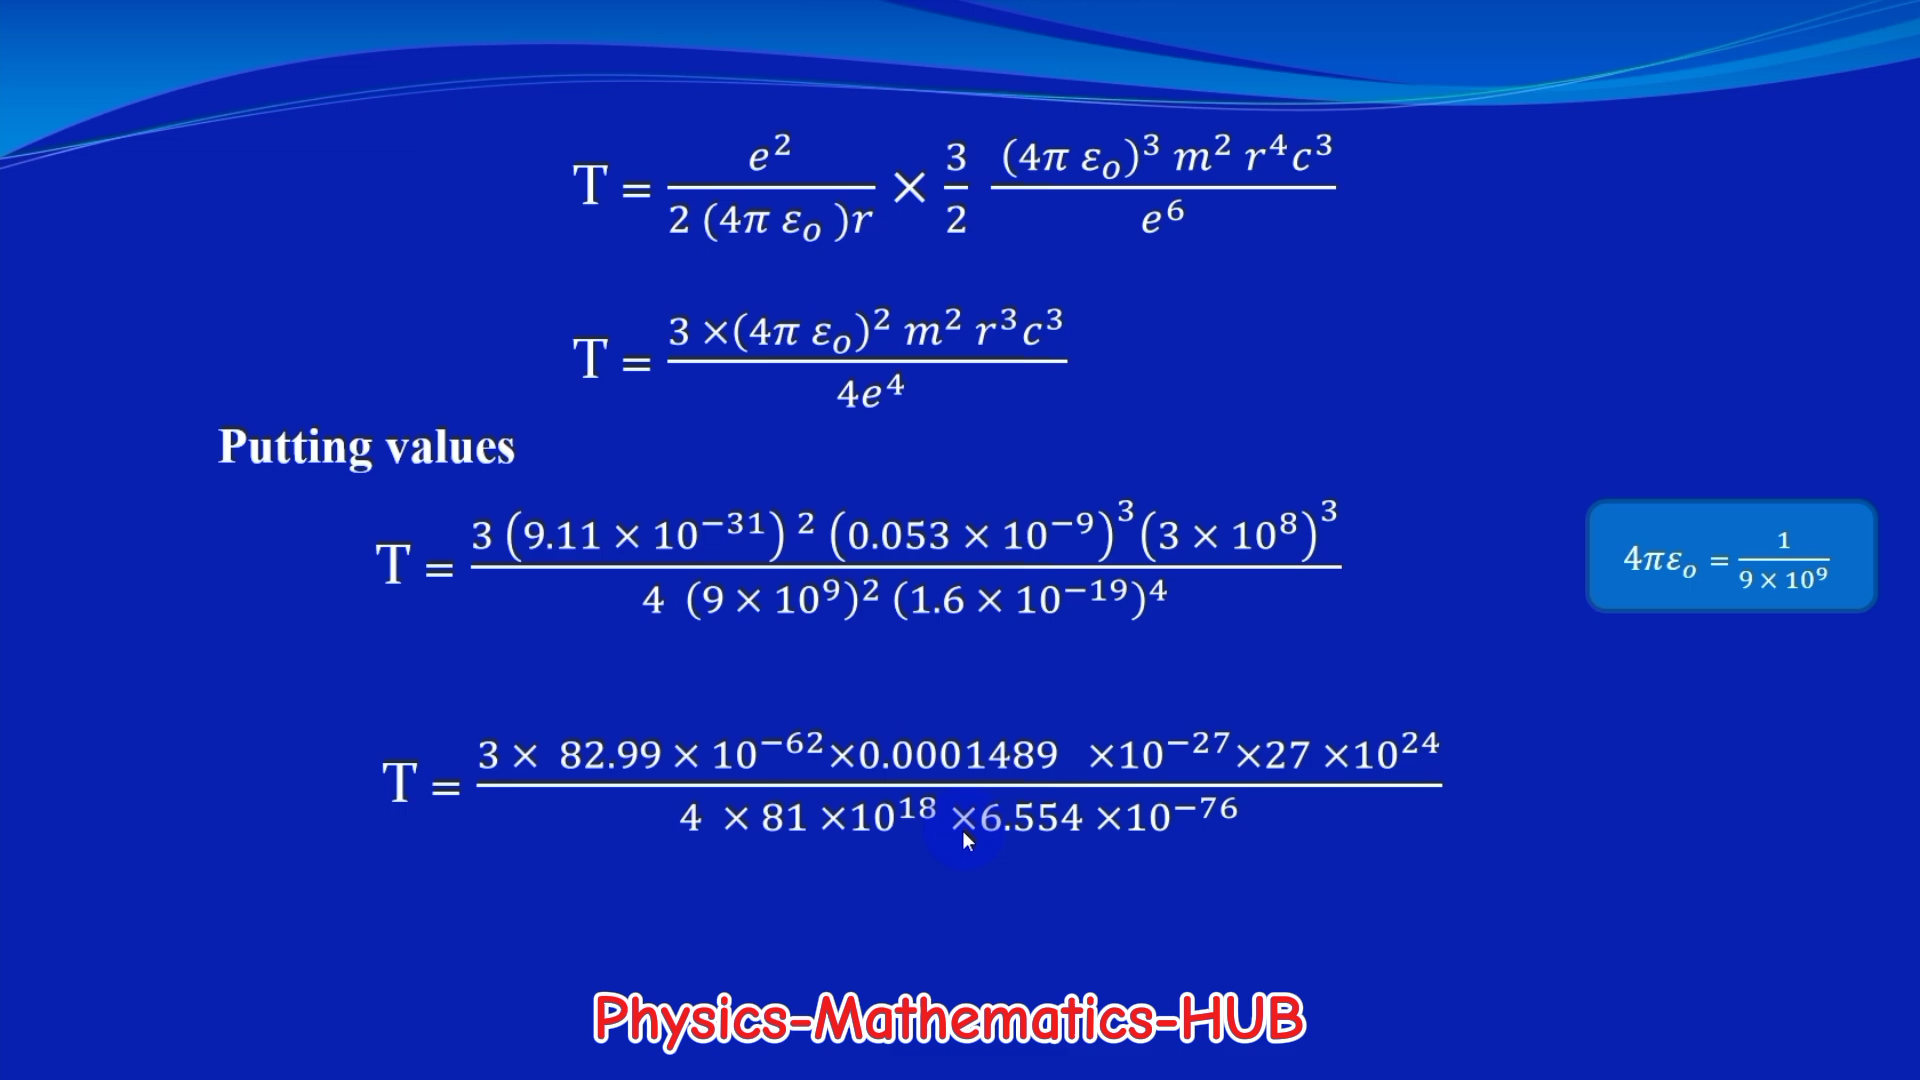 T = e² / 2 (4π ε₀ )r × 3/2 (4π ε₀)³ m² r⁴c³ / e⁶
T = 3 ×(4π ε₀)² m² r³c³ / 4e⁴
Putting values
T = 3 (9.11 × 10⁻³¹) ² (0.053 × 10⁻⁹)³(3 × 10⁸)³ / 4 (9 × 10⁹)² (1.6 × 10⁻¹⁹)⁴
4πε₀ = 1 / 9 × 10⁹
T = 3 × 82.99 × 10⁻⁶²×0.0001489 ×10⁻²⁷×27 ×10²⁴ / 4 × 81 ×10¹⁸ ×6.554 ×10⁻⁷⁶
Physics-Mathematics-HUB